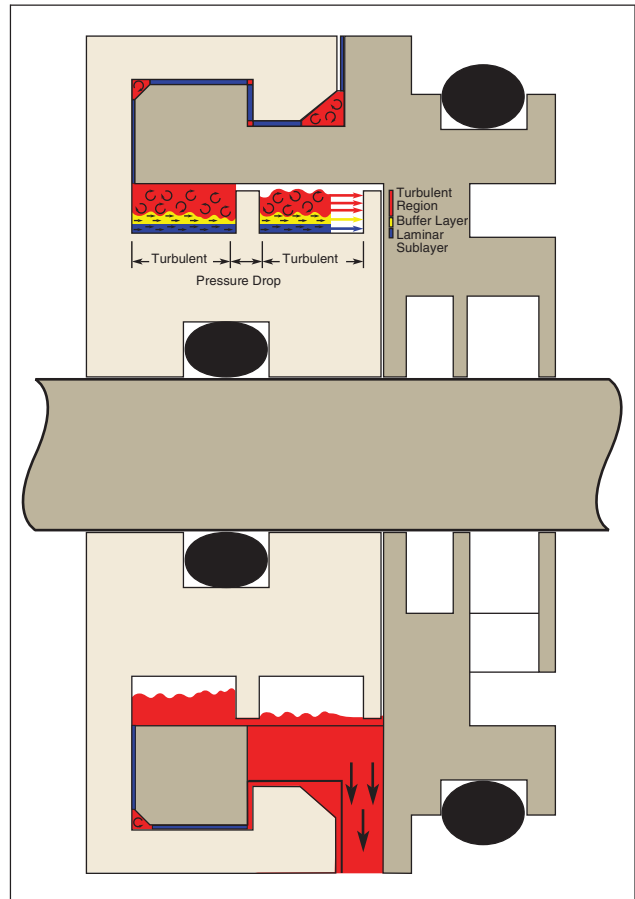 Turbulent
Region
Buffer Layer
Laminar
Sublayer
Turbulent
Turbulent
Pressure Drop